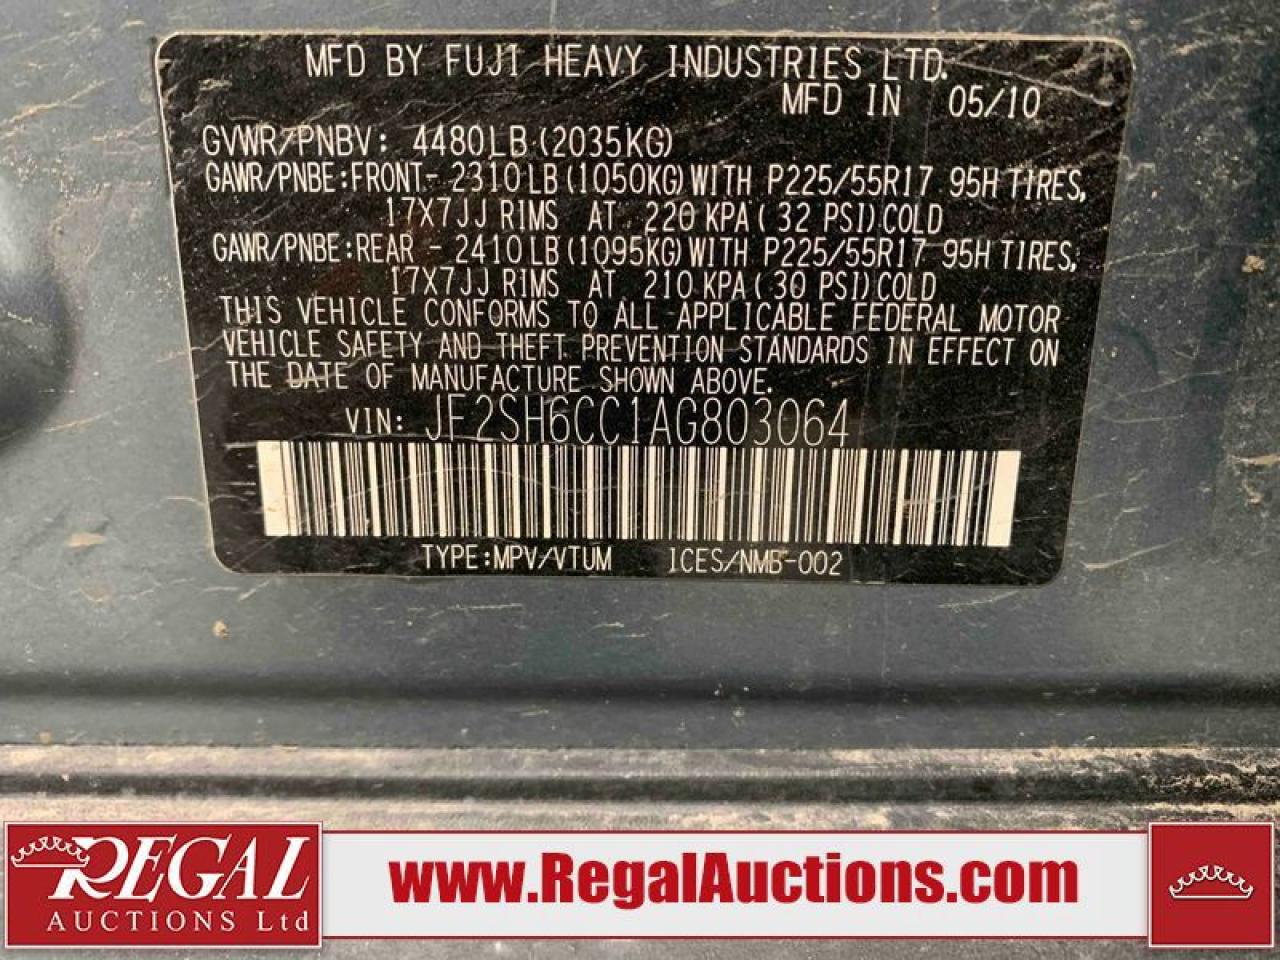 MFD BY FUJI HEAVY INDUSTRIES LTD.
MFD IN 05/10
GVWR/PNBV: 4480LB (2035KG)
GAWR/PNBE:FRONT- 2310LB (1050KG) WITH P225/55R17 95H TIRES,
17X7JJ RIMS AT 220 KPA ( 32 PSI) COLD
GAWR/PNBE:REAR - 2410LB (1095KG) WITH P225/55R17 95H TIRES,
17X7JJ RIMS AT 210 KPA (30 PSI) COLD
THIS VEHICLE CONFORMS TO ALL APPLICABLE FEDERAL MOTOR
VEHICLE SAFETY AND THEFT PREVENTION STANDARDS IN EFFECT ON
THE DATE OF MANUFACTURE SHOWN ABOVE.
VIN: JF2SH6CC1AG803064
TYPE:MPV/VTUM ICES/NMB-002
REGAL
AUCTIONS Ltd
www.RegalAuctions.com